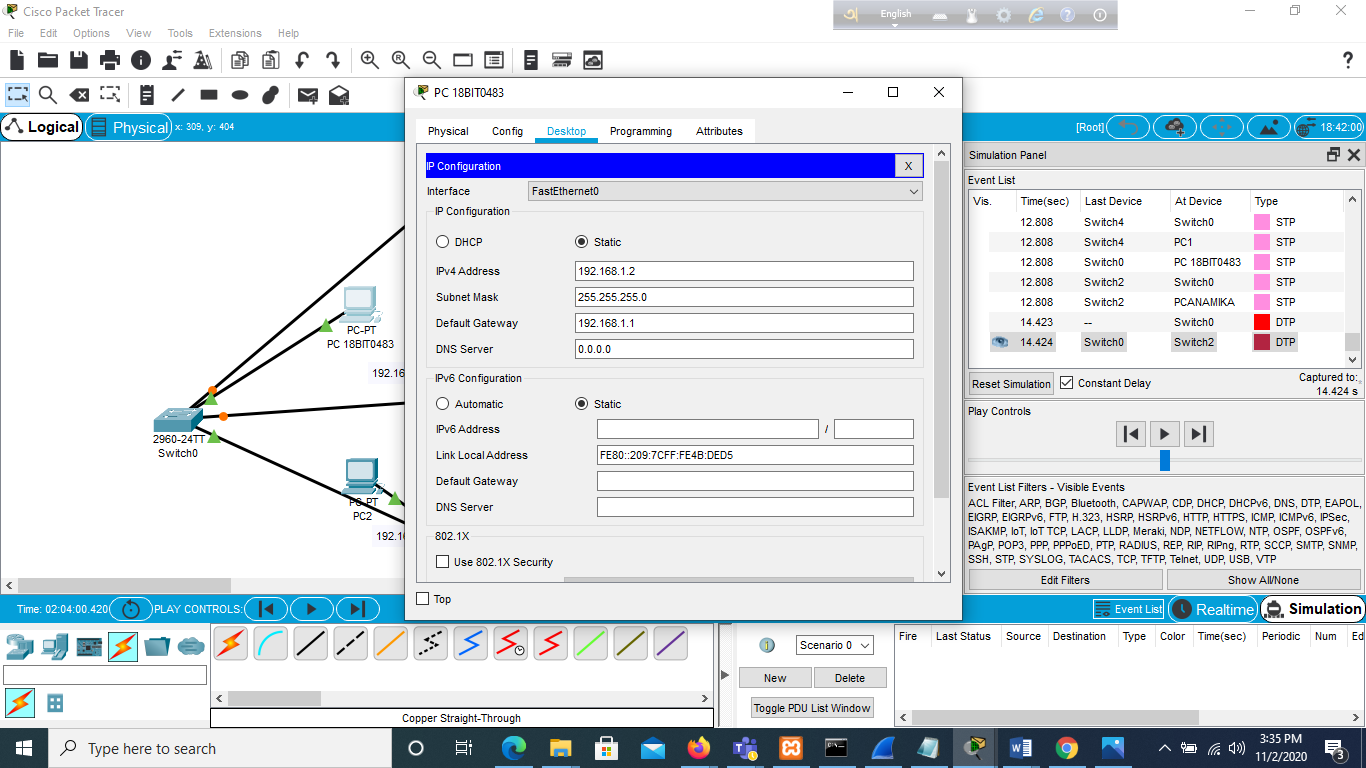 Cisco Packet Tracer
English
File Edit Options View Tools Extensions Help
Logical
Physical
x: 309, y: 404
[Root]
18:42:00
PC-PT
PC 18BIT0483
192.16
2960-24TT
Switch0
PC-PT
PC2
192.1
PC 18BIT0483
Physical Config Desktop Programming Attributes
IP Configuration
X
Interface FastEthernet0
IP Configuration
DHCP Static
IPv4 Address 192.168.1.2
Subnet Mask 255.255.255.0
Default Gateway 192.168.1.1
DNS Server 0.0.0.0
IPv6 Configuration
Automatic Static
IPv6 Address /
Link Local Address FE80::209:7CFF:FE4B:DED5
Default Gateway
DNS Server
802.1X
Use 802.1X Security
Top
Simulation Panel
Event List
Vis. Time(sec) Last Device At Device Type
12.808 Switch4 Switch0 STP
12.808 Switch4 PC1 STP
12.808 Switch0 PC 18BIT0483 STP
12.808 Switch2 Switch0 STP
12.808 Switch2 PCANAMIKA STP
14.423 -- Switch0 DTP
14.424 Switch0 Switch2 DTP
Reset Simulation Constant Delay
Captured to:
14.424 s
Play Controls
Event List Filters - Visible Events
ACL Filter, ARP, BGP, Bluetooth, CAPWAP, CDP, DHCP, DHCPv6, DNS, DTP, EAPOL,
EIGRP, EIGRPv6, FTP, H.323, HSRP, HSRPv6, HTTP, HTTPS, ICMP, ICMPv6, IPSec,
ISAKMP, IoT, IoT TCP, LACP, LLDP, Meraki, NDP, NETFLOW, NTP, OSPF, OSPFv6,
PAgP, POP3, PPP, PPPoED, PTP, RADIUS, REP, RIP, RIPng, RTP, SCCP, SMTP, SNMP,
SSH, STP, SYSLOG, TACACS, TCP, TFTP, Telnet, UDP, USB, VTP
Edit Filters Show All/None
Time: 02:04:00.420
PLAY CONTROLS:
Event List
Realtime
Simulation
Copper Straight-Through
Scenario 0
New Delete
Toggle PDU List Window
Fire Last Status Source Destination Type Color Time(sec) Periodic Num Ed
Type here to search
3:35 PM
11/2/2020
3